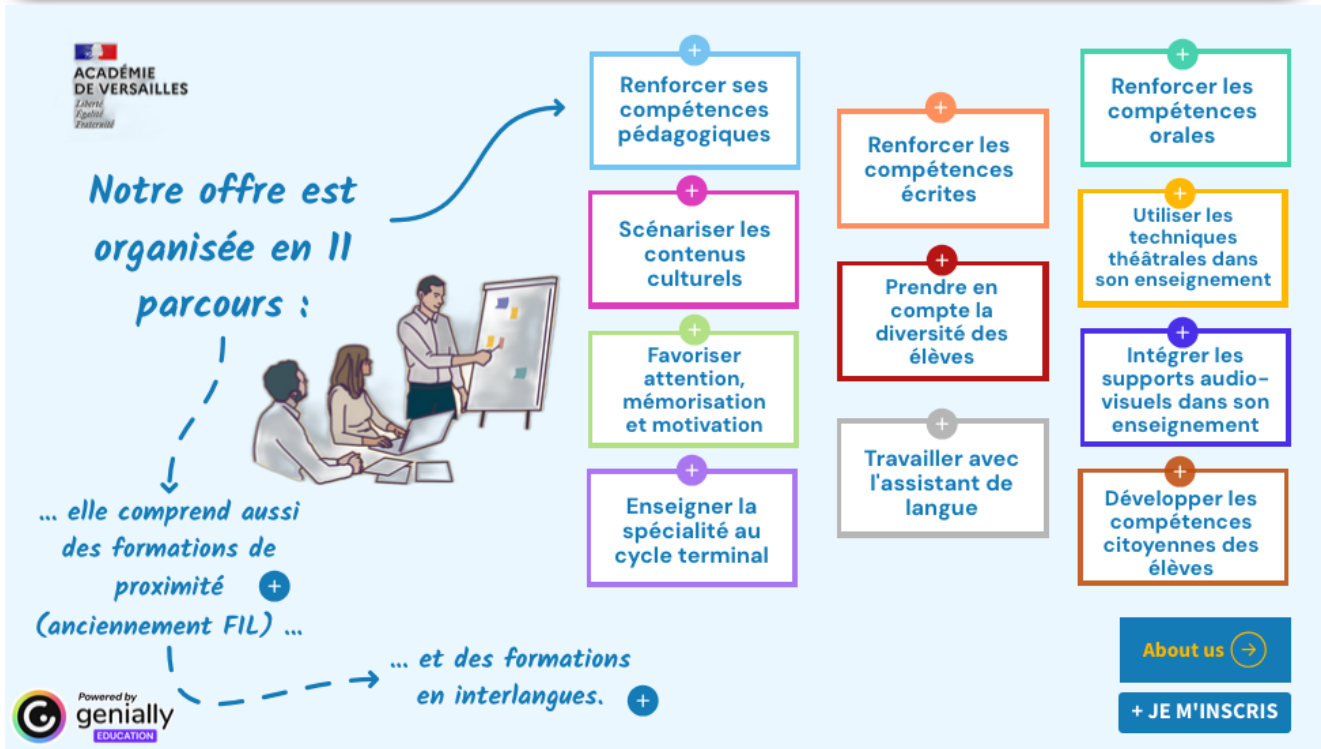 ACADÉMIE
DE VERSAILLES
Liberté
Égalité
Fraternité
Notre offre est
organisée en 11
parcours :
... elle comprend aussi
des formations de
proximité +
(anciennement FIL) ...
... et des formations
en interlangues. +
+
Renforcer ses
compétences
pédagogiques
+
Scénariser les
contenus
culturels
+
Favoriser
attention,
mémorisation
et motivation
+
Enseigner la
spécialité au
cycle terminal
+
Renforcer les
compétences
écrites
+
Prendre en
compte la
diversité des
élèves
+
Travailler avec
l'assistant de
langue
+
Renforcer les
compétences
orales
+
Utiliser les
techniques
théâtrales dans
son enseignement
+
Intégrer les
supports audio-
visuels dans son
enseignement
+
Développer les
compétences
citoyennes des
élèves
About us →
+ JE M'INSCRIS
Powered by
genially
EDUCATION